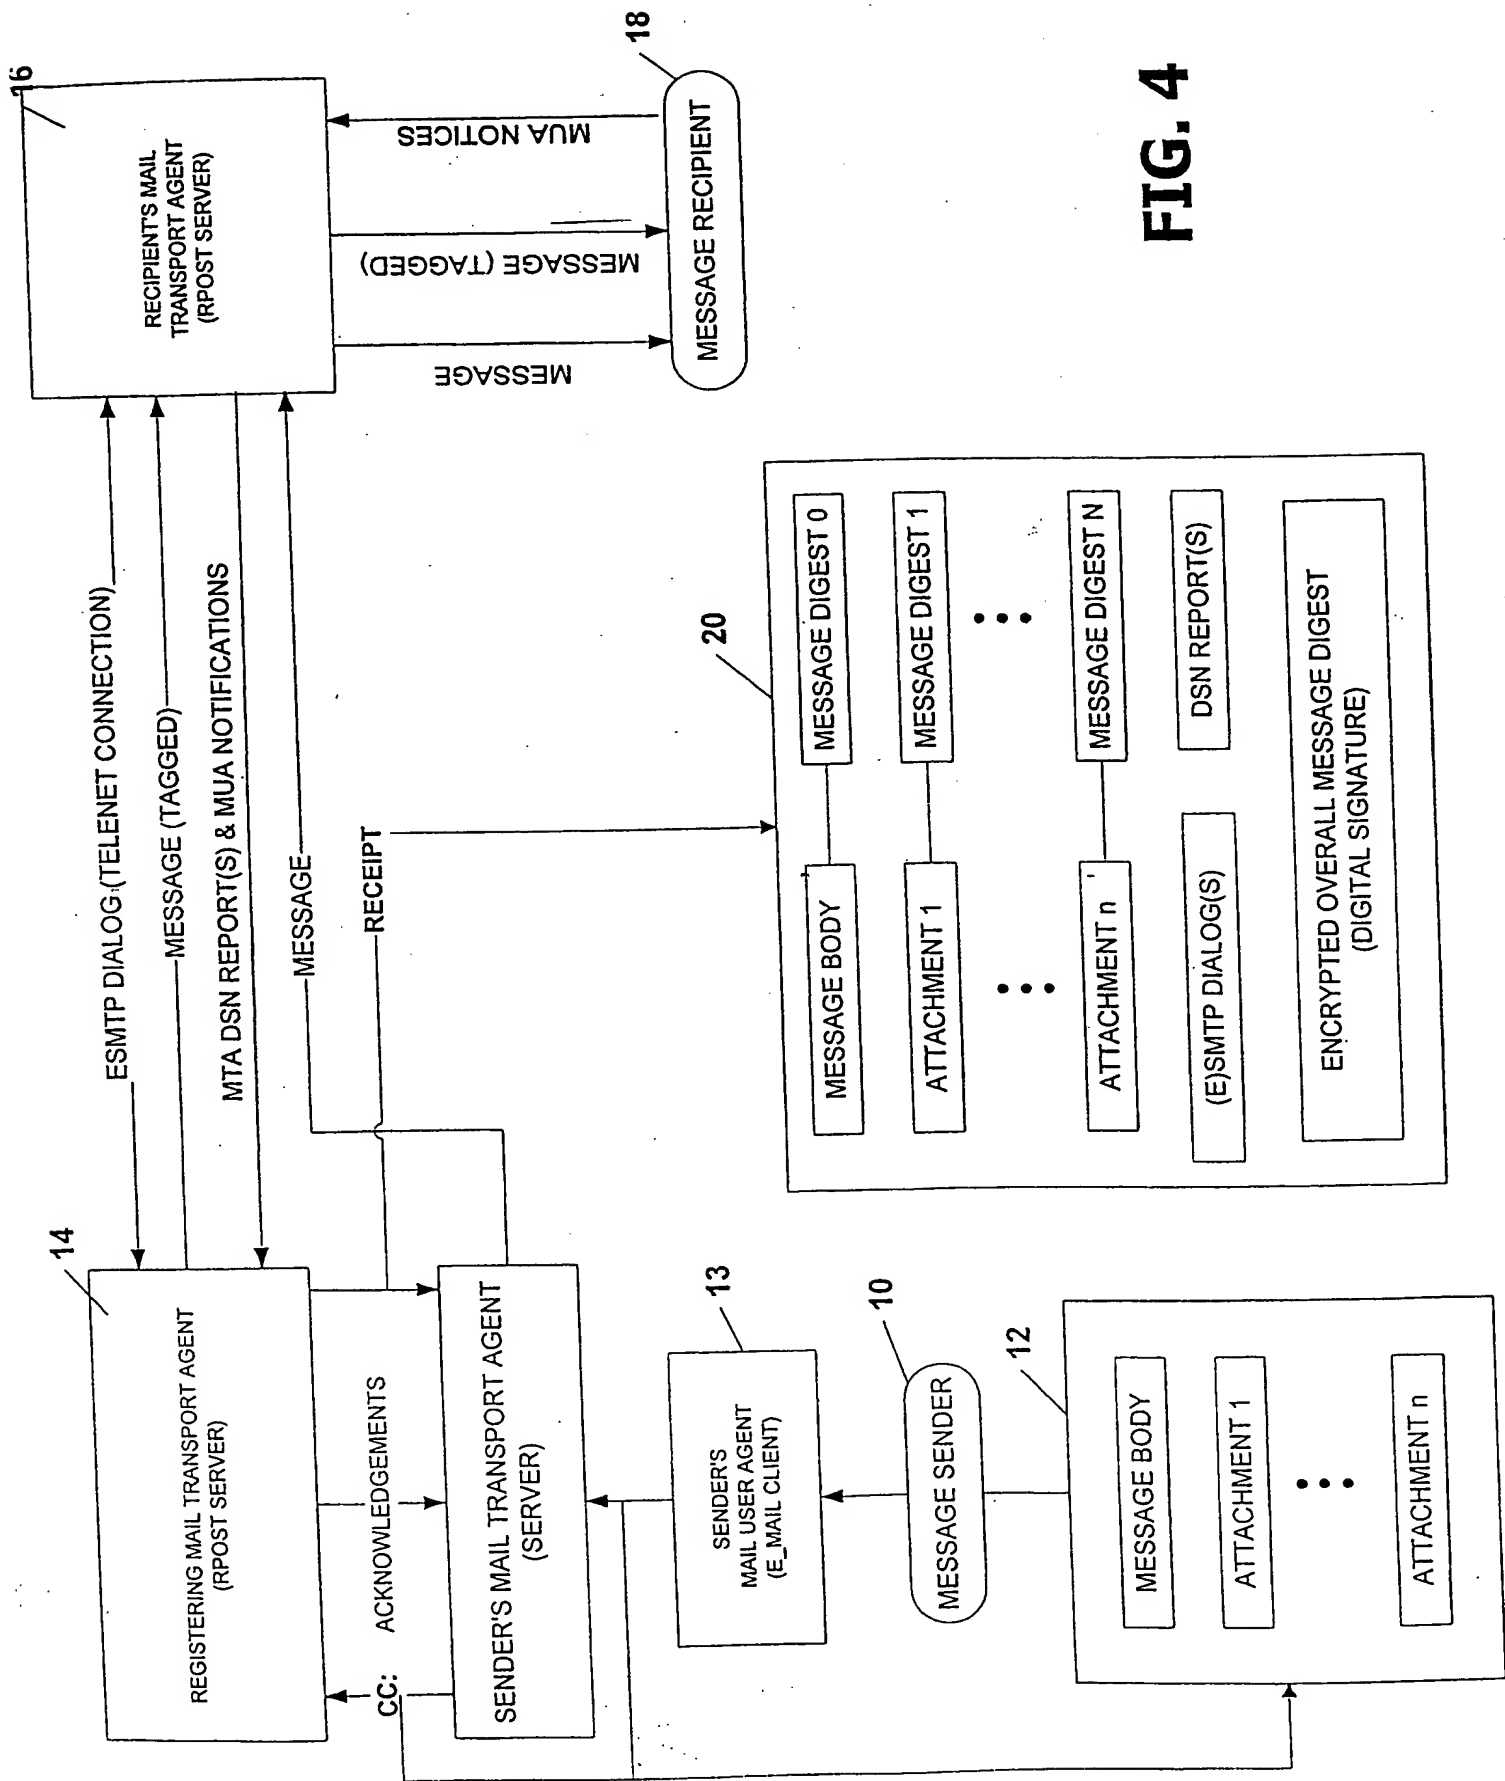 14
REGISTERING MAIL TRANSPORT AGENT
(RPOST SERVER)
ESMTP DIALOG (TELENET CONNECTION)
MESSAGE (TAGGED)
MTA DSN REPORT(S) & MUA NOTIFICATIONS
MESSAGE
RECEIPT
16
RECIPIENT'S MAIL
TRANSPORT AGENT
(RPOST SERVER)
CC:
ACKNOWLEDGEMENTS
SENDER'S MAIL TRANSPORT AGENT
(SERVER)
MESSAGE
MESSAGE (TAGGED)
MUA NOTICES
18
MESSAGE RECIPIENT
13
SENDER'S
MAIL USER AGENT
(E_MAIL CLIENT)
10
MESSAGE SENDER
12
MESSAGE BODY
ATTACHMENT 1
ATTACHMENT n
20
MESSAGE BODY
MESSAGE DIGEST 0
ATTACHMENT 1
MESSAGE DIGEST 1
ATTACHMENT n
MESSAGE DIGEST N
(E)SMTP DIALOG(S)
DSN REPORT(S)
ENCRYPTED OVERALL MESSAGE DIGEST
(DIGITAL SIGNATURE)
FIG. 4